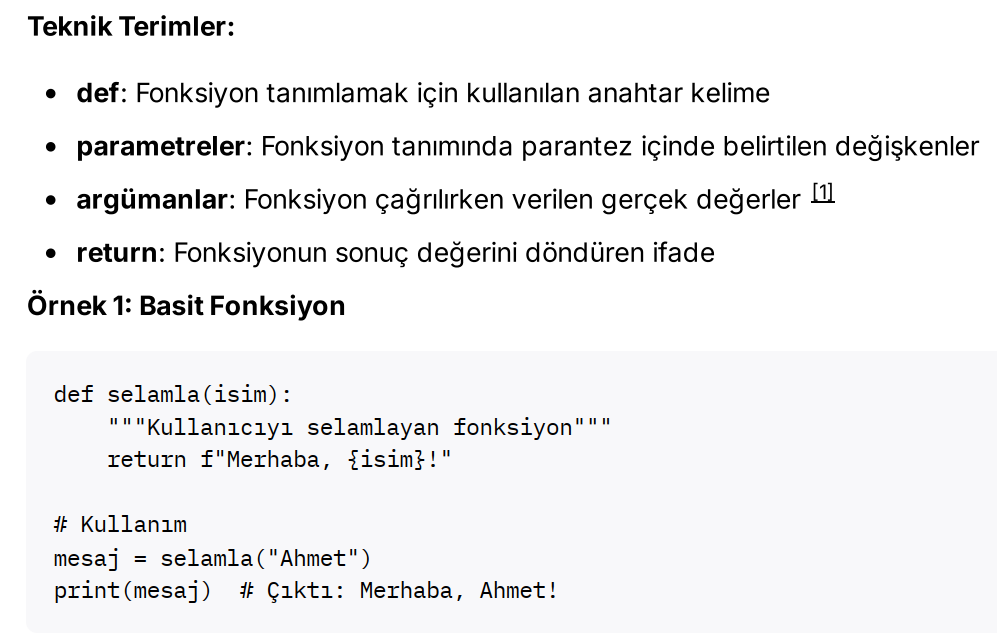 Teknik Terimler:
• def: Fonksiyon tanımlamak için kullanılan anahtar kelime
• parametreler: Fonksiyon tanımında parantez içinde belirtilen değişkenler
• argümanlar: Fonksiyon çağrılırken verilen gerçek değerler [1]
• return: Fonksiyonun sonuç değerini döndüren ifade
Örnek 1: Basit Fonksiyon
def selamla(isim):
    """Kullanıcıyı selamlayan fonksiyon"""
    return f"Merhaba, {isim}!"
# Kullanım
mesaj = selamla("Ahmet")
print(mesaj)  # Çıktı: Merhaba, Ahmet!